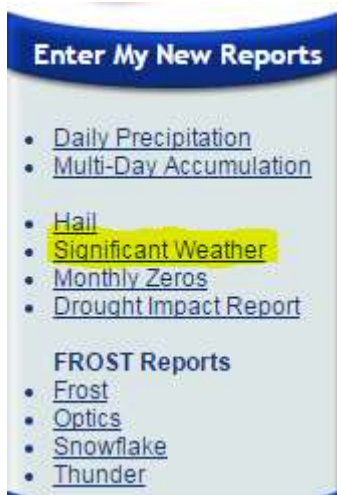 Enter My New Reports
Daily Precipitation
Multi-Day Accumulation
Hail
Significant Weather
Monthly Zeros
Drought Impact Report
FROST Reports
Frost
Optics
Snowflake
Thunder